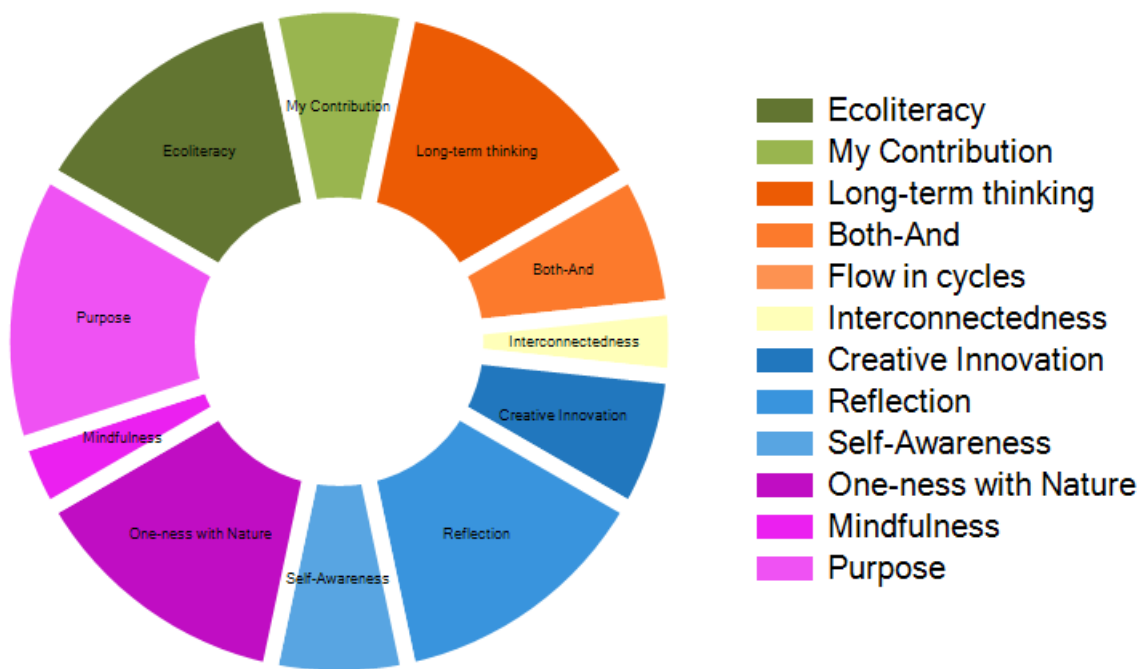 My Contribution
Ecoliteracy
Long-term thinking
Both-And
Purpose
Interconnectedness
Creative Innovation
Mindfulness
One-ness with Nature
Reflection
Self-Awareness
Ecoliteracy
My Contribution
Long-term thinking
Both-And
Flow in cycles
Interconnectedness
Creative Innovation
Reflection
Self-Awareness
One-ness with Nature
Mindfulness
Purpose